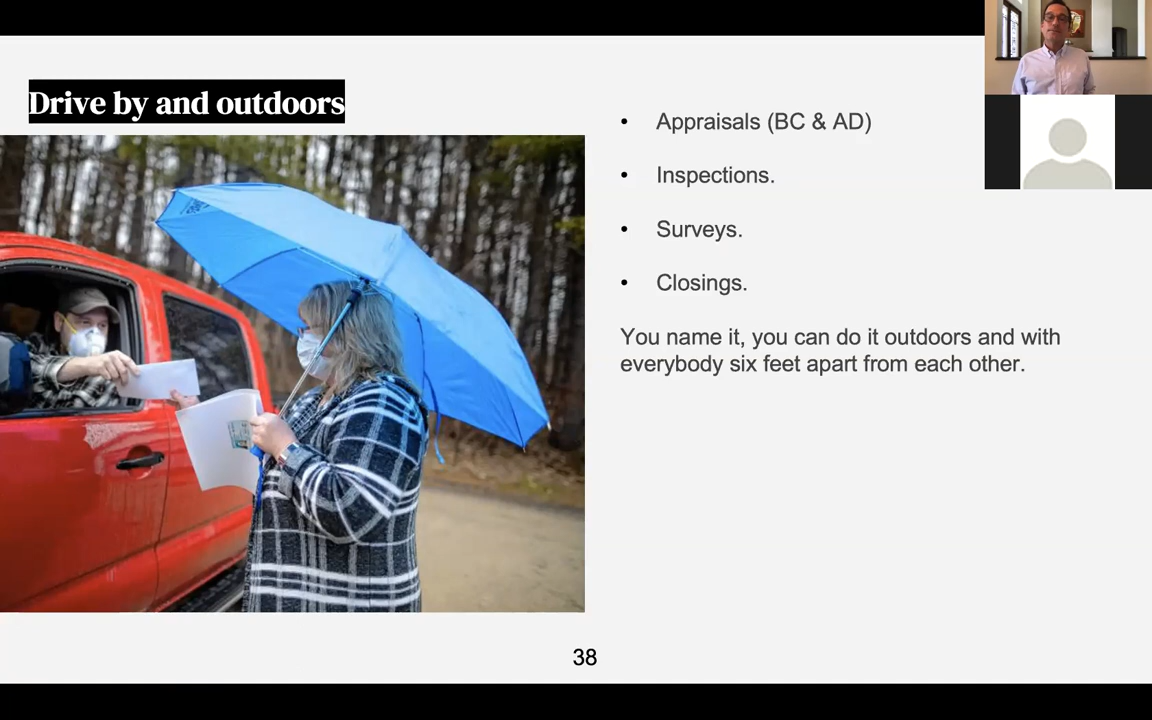 Drive by and outdoors
• Appraisals (BC & AD)
• Inspections.
• Surveys.
• Closings.
You name it, you can do it outdoors and with
everybody six feet apart from each other.
38